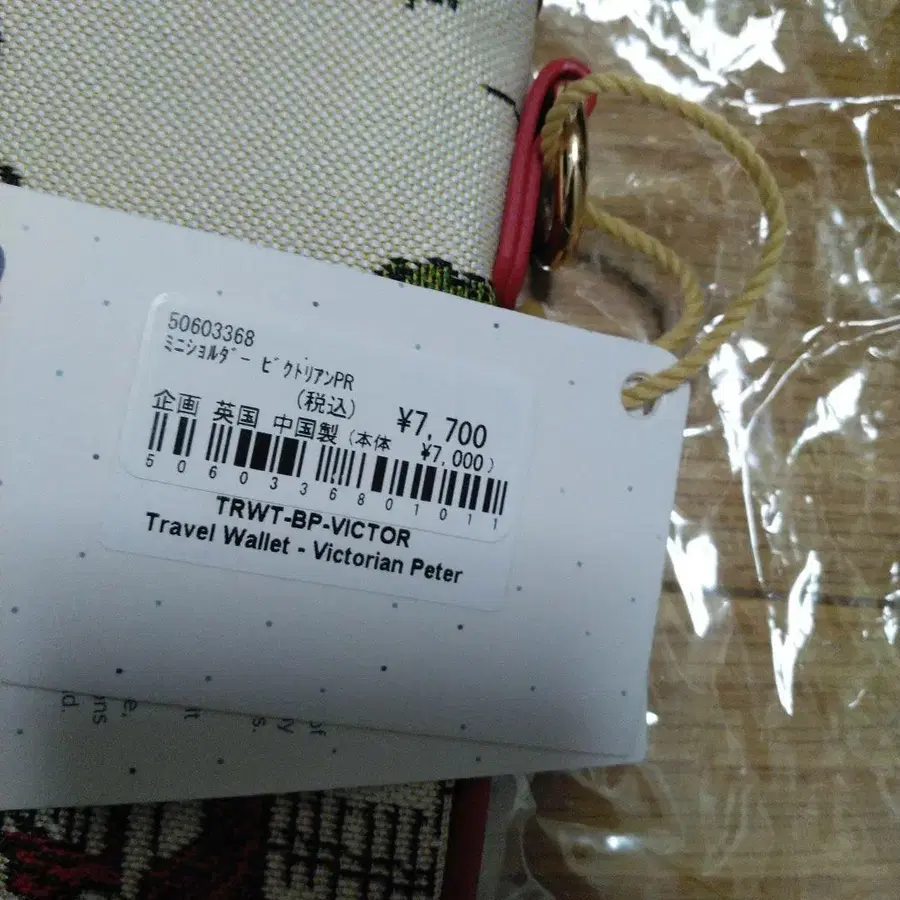 50603368
ミニショルダー ビクトリアンPR
(税込) ¥7,700
企画 英国 中国製 (本体 ¥7,000)
5060336801011
TRWT-BP-VICTOR
Travel Wallet - Victorian Peter